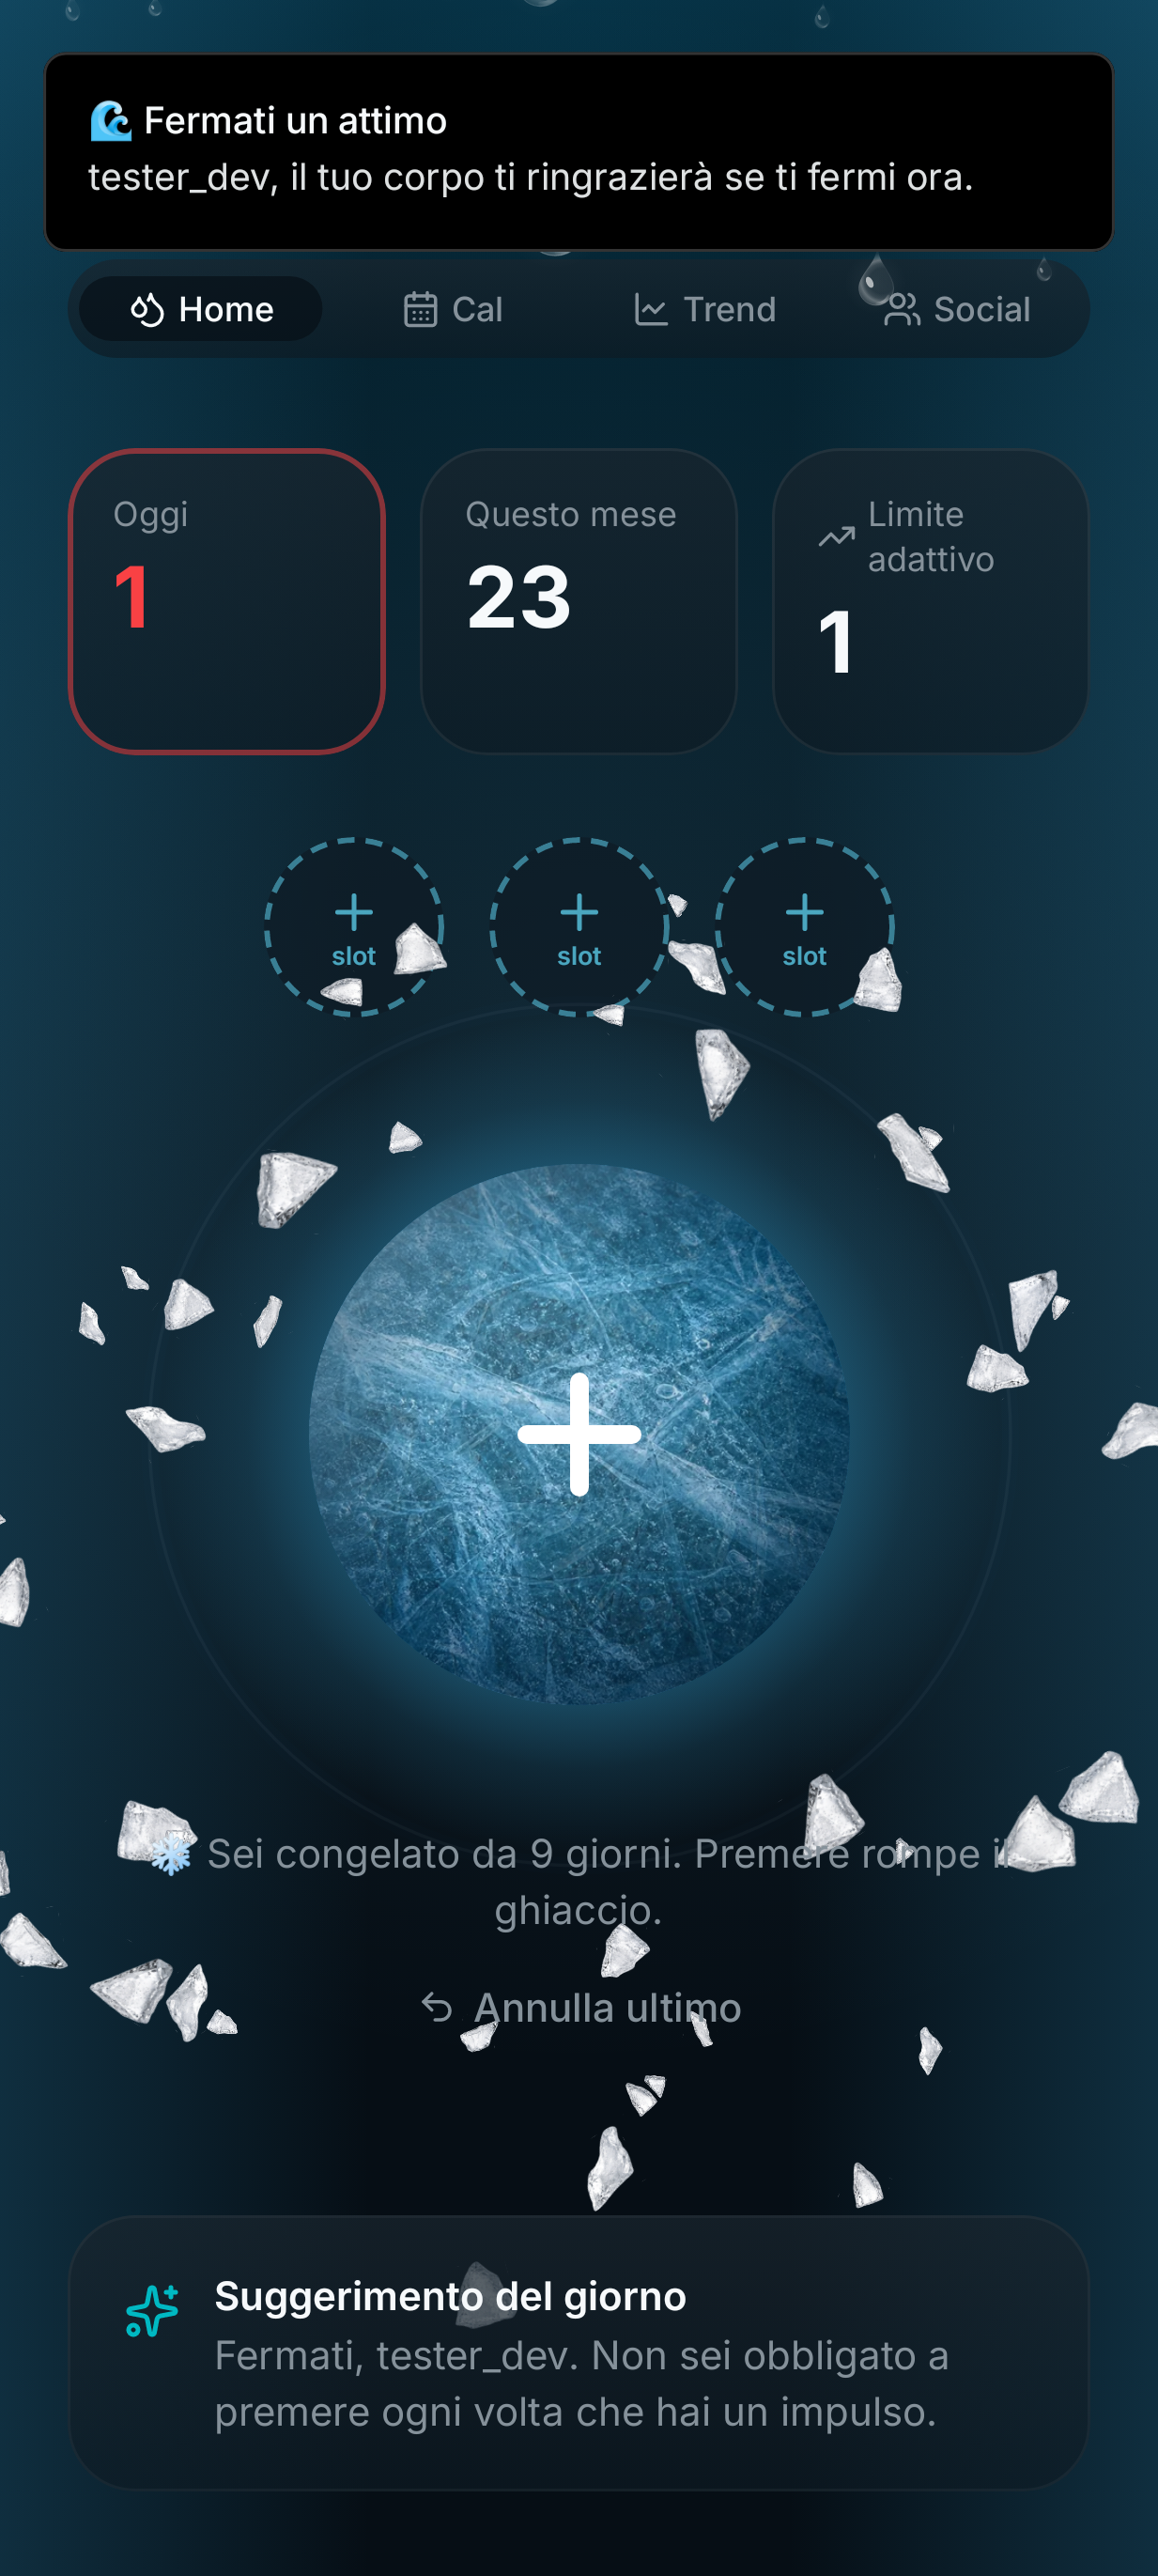 🌊 Fermati un attimo
tester_dev, il tuo corpo ti ringrazierà se ti fermi ora.
Home
Cal
Trend
Social
Oggi
1
Questo mese
23
Limite
adattivo
1
slot
slot
slot
❄️ Sei congelato da 9 giorni. Premere rompe il
ghiaccio.
Annulla ultimo
Suggerimento del giorno
Fermati, tester_dev. Non sei obbligato a
premere ogni volta che hai un impulso.